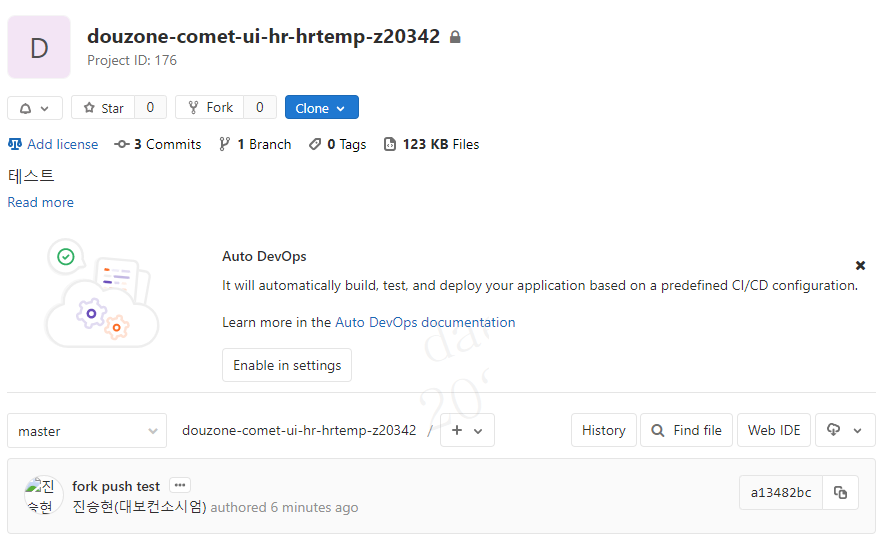 D
douzone-comet-ui-hr-hrtemp-z20342
Project ID: 176
Star 0 Fork 0 Clone
Add license 3 Commits 1 Branch 0 Tags 123 KB Files
테스트
Read more
Auto DevOps
It will automatically build, test, and deploy your application based on a predefined CI/CD configuration.
Learn more in the Auto DevOps documentation
Enable in settings
master douzone-comet-ui-hr-hrtemp-z20342 / + History Find file Web IDE
fork push test
진승현(대보컨소시엄) authored 6 minutes ago
진
승현
a13482bc